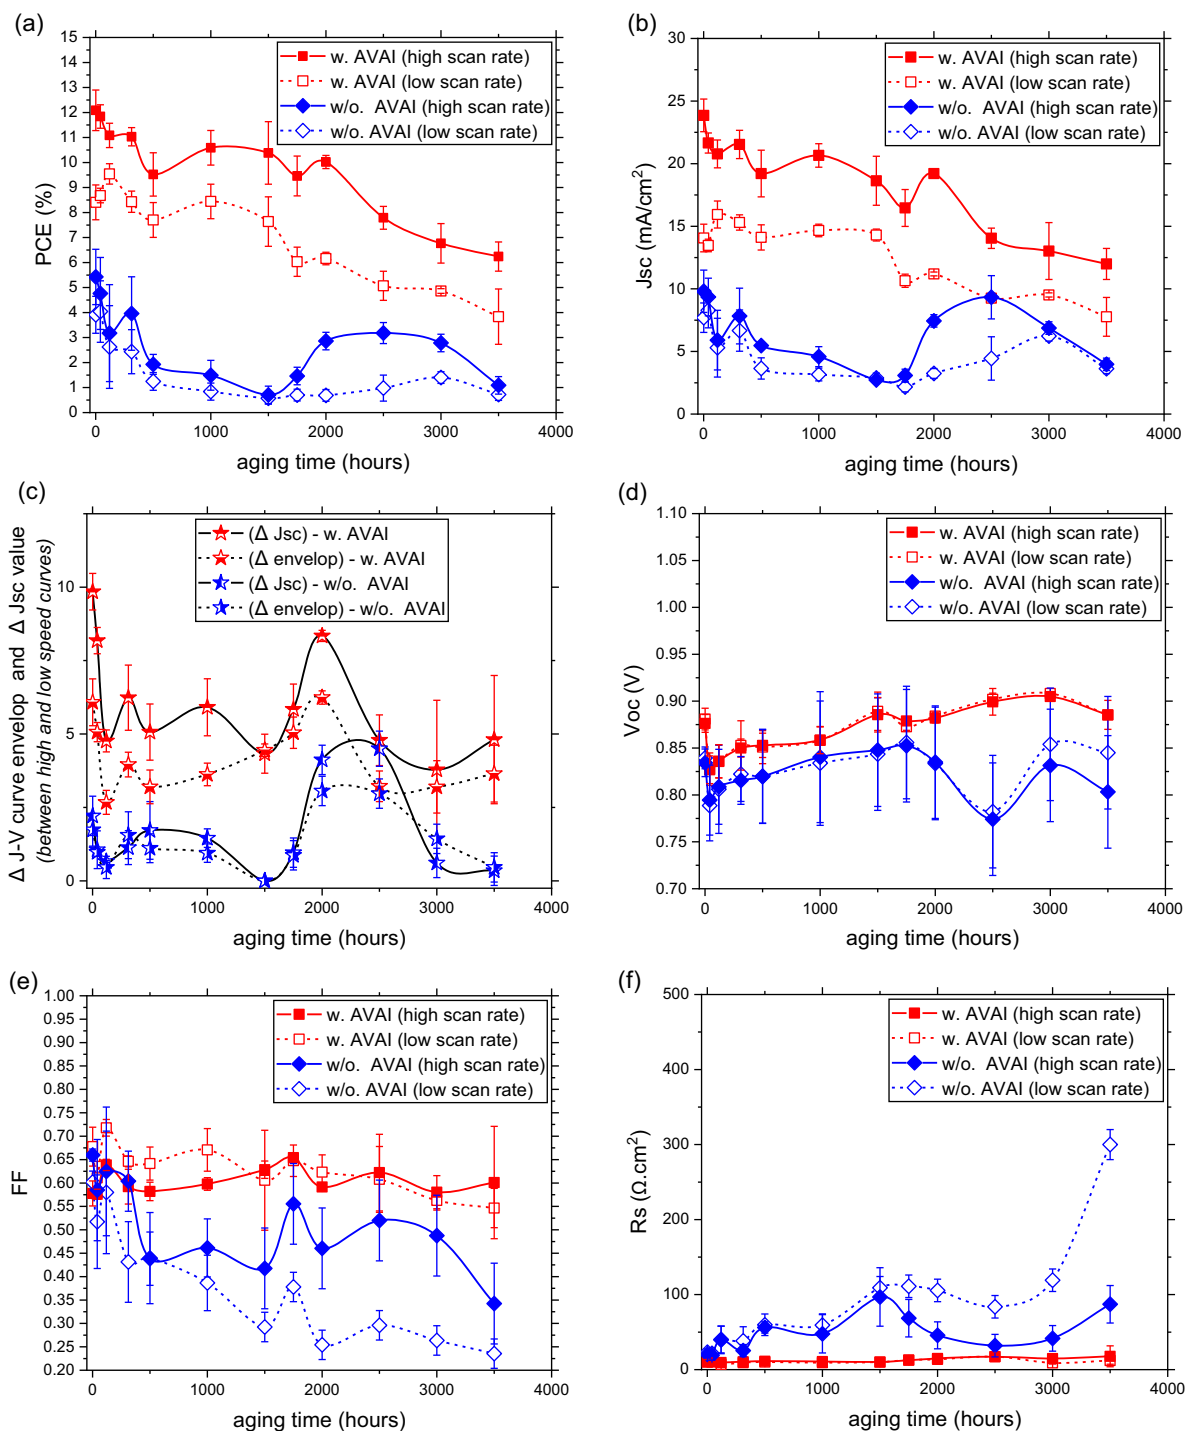 (a)
PCE (%)
15
14
13
12
11
10
9
8
7
6
5
4
3
2
1
0
w. AVAI (high scan rate)
w. AVAI (low scan rate)
w/o. AVAI (high scan rate)
w/o. AVAI (low scan rate)
0 1000 2000 3000 4000
aging time (hours)
(b)
Jsc (mA/cm²)
30
25
20
15
10
5
0
w. AVAI (high scan rate)
w. AVAI (low scan rate)
w/o. AVAI (high scan rate)
w/o. AVAI (low scan rate)
0 1000 2000 3000 4000
aging time (hours)
(c)
Δ J-V curve envelop and Δ Jsc value
(between high and low speed curves)
10
5
0
(Δ Jsc) - w. AVAI
(Δ envelop) - w. AVAI
(Δ Jsc) - w/o. AVAI
(Δ envelop) - w/o. AVAI
0 1000 2000 3000 4000
aging time (hours)
(d)
Voc (V)
1.10
1.05
1.00
0.95
0.90
0.85
0.80
0.75
0.70
w. AVAI (high scan rate)
w. AVAI (low scan rate)
w/o. AVAI (high scan rate)
w/o. AVAI (low scan rate)
0 1000 2000 3000 4000
aging time (hours)
(e)
FF
1.00
0.95
0.90
0.85
0.80
0.75
0.70
0.65
0.60
0.55
0.50
0.45
0.40
0.35
0.30
0.25
0.20
w. AVAI (high scan rate)
w. AVAI (low scan rate)
w/o. AVAI (high scan rate)
w/o. AVAI (low scan rate)
0 1000 2000 3000 4000
aging time (hours)
(f)
Rs (Ω.cm²)
500
400
300
200
100
0
w. AVAI (high scan rate)
w. AVAI (low scan rate)
w/o. AVAI (high scan rate)
w/o. AVAI (low scan rate)
0 1000 2000 3000 4000
aging time (hours)